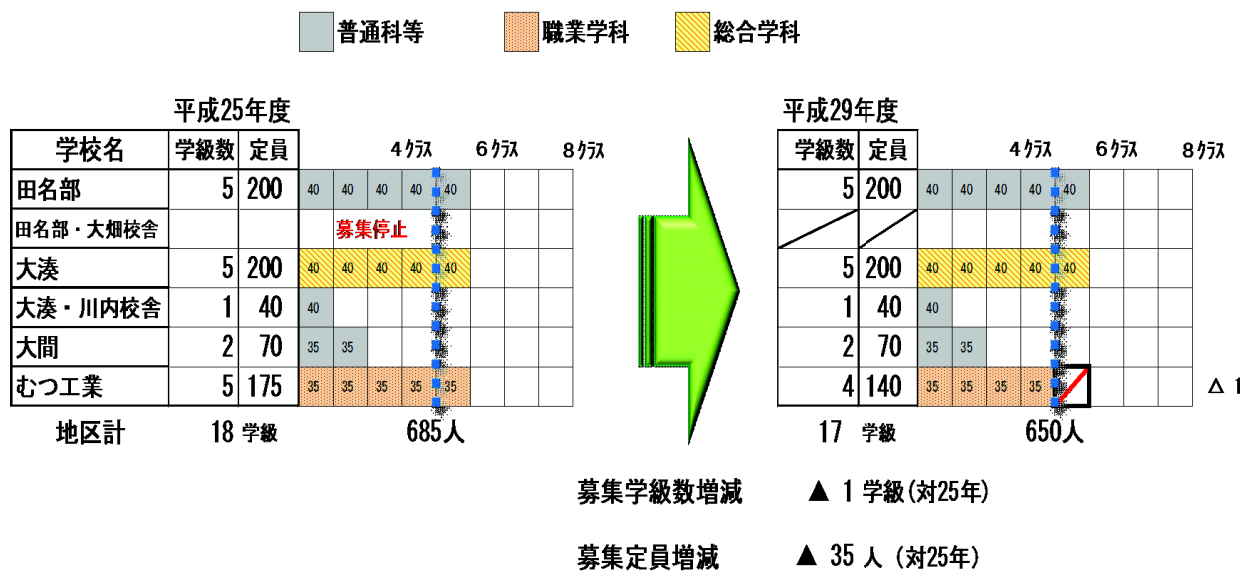 普通科等 職業学科 総合学科
平成25年度 平成29年度
学校名 学級数 定員 4クラス 6クラス 8クラス 学級数 定員 4クラス 6クラス 8クラス
田名部 5 200 40 40 40 40 40 5 200 40 40 40 40 40
田名部・大畑校舎 募集停止
大湊 5 200 40 40 40 40 40 5 200 40 40 40 40 40
大湊・川内校舎 1 40 40 1 40 40
大間 2 70 35 35 2 70 35 35
むつ工業 5 175 35 35 35 35 35 4 140 35 35 35 35 △ 1
地区計 18 学級 685人 17 学級 650人
募集学級数増減 ▲ 1 学級(対25年)
募集定員増減 ▲ 35 人 (対25年)